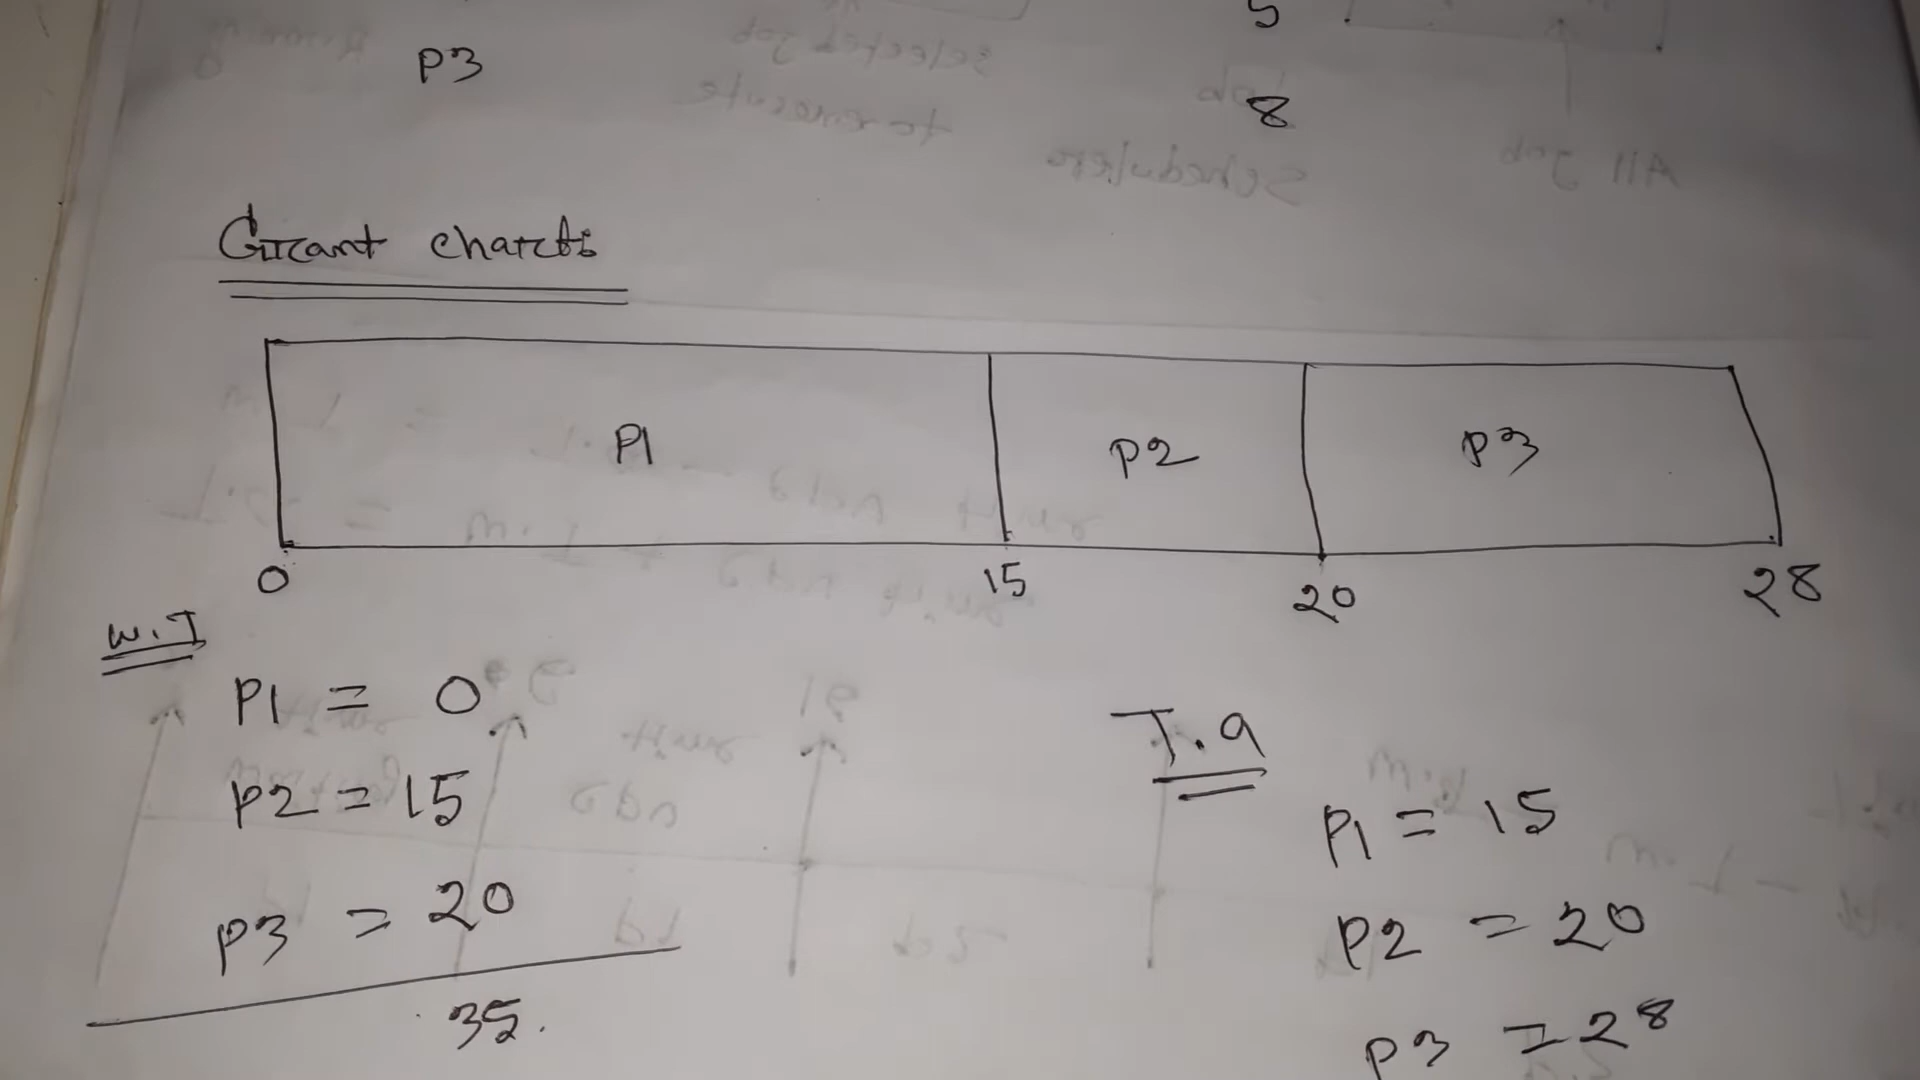 5
P3 8
Grant charts
P1 P2 P3
0 15 20 28
W.T
P1 = 0
P2 = 15
P3 = 20
35.
T.a
P1 = 15
P2 = 20
P3 = 28